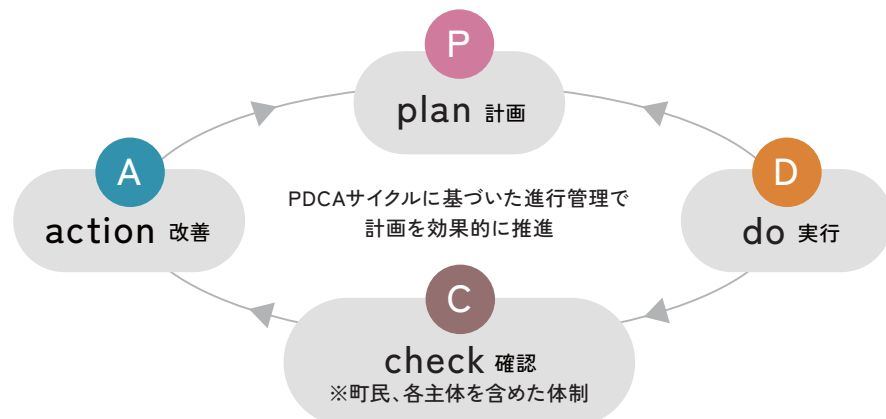 P
plan 計画
A
action 改善
PDCAサイクルに基づいた進行管理で
計画を効果的に推進
D
do 実行
C
check 確認
※町民、各主体を含めた体制